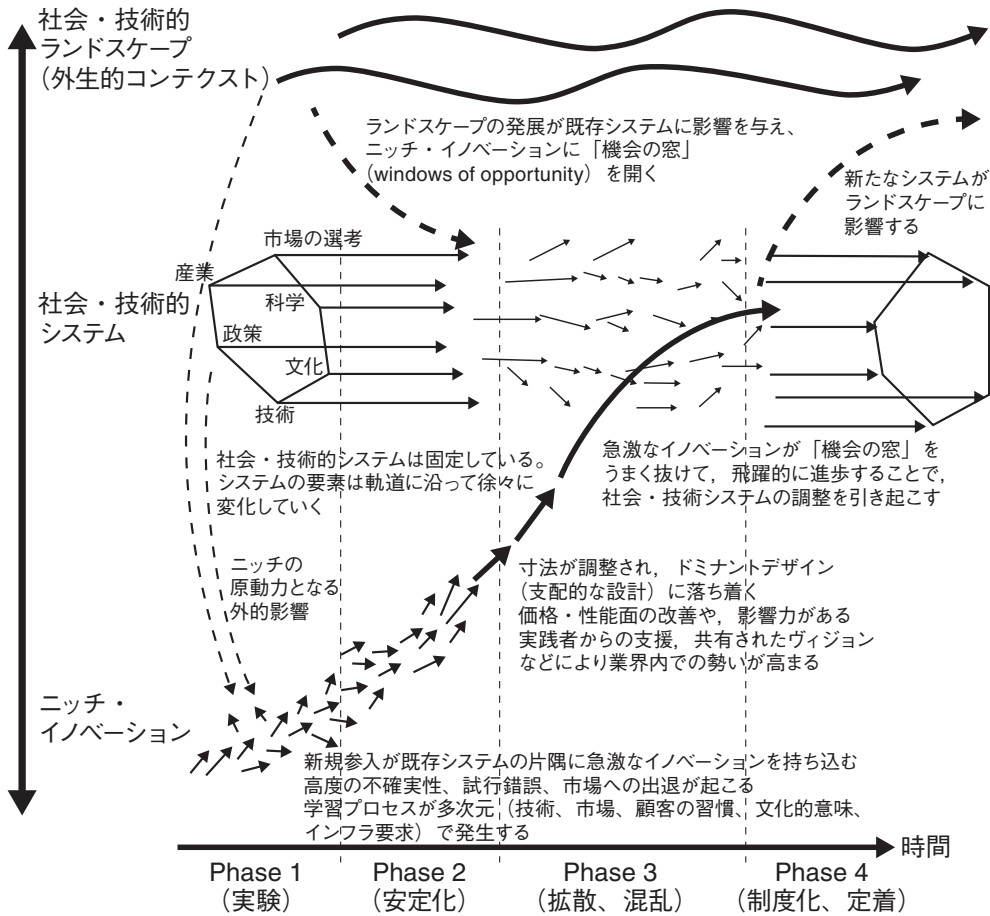 社会・技術的
ランドスケープ
（外生的コンテクスト）
ランドスケープの発展が既存システムに影響を与え、
ニッチ・イノベーションに「機会の窓」
（windows of opportunity）を開く
新たなシステムが
ランドスケープに
影響する
市場の選考
産業
科学
政策
文化
技術
社会・技術的
システム
社会・技術的システムは固定している。
システムの要素は軌道に沿って徐々に
変化していく
急激なイノベーションが「機会の窓」を
うまく抜けて，飛躍的に進歩することで，
社会・技術システムの調整を引き起こす
ニッチの
原動力となる
外的影響
寸法が調整され，ドミナントデザイン
（支配的な設計）に落ち着く
価格・性能面の改善や，影響力がある
実践者からの支援，共有されたヴィジョン
などにより業界内での勢いが高まる
ニッチ・
イノベーション
新規参入が既存システムの片隅に急激なイノベーションを持ち込む
高度の不確実性、試行錯誤、市場への出退が起こる
学習プロセスが多次元（技術、市場、顧客の習慣、文化的意味、
インフラ要求）で発生する
時間
Phase 1
（実験）
Phase 2
（安定化）
Phase 3
（拡散、混乱）
Phase 4
（制度化、定着）